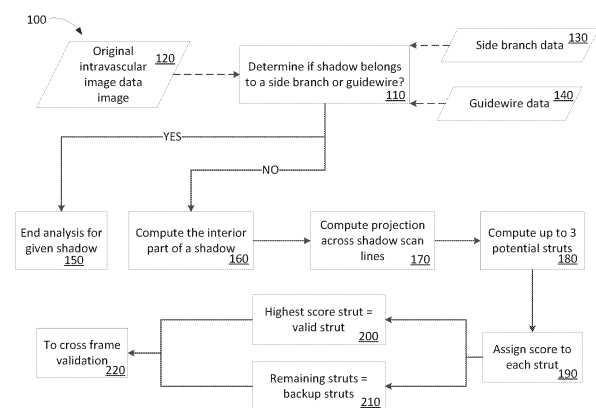 100
Original
intravascular
image data
image
120
Determine if shadow belongs
to a side branch or guidewire?
110
Side branch data
130
Guidewire data
140
YES
NO
End analysis for
given shadow
150
Compute the interior
part of a shadow
160
Compute projection
across shadow scan
lines
170
Compute up to 3
potential struts
180
Highest score strut =
valid strut
200
To cross frame
validation
220
Assign score to
each strut
190
Remaining struts =
backup struts
210